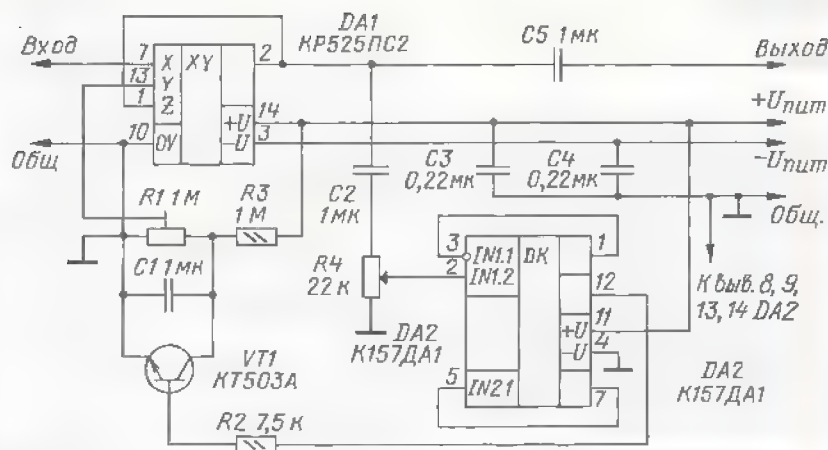 DA1
КР525ПС2
C5 1мк
Вход
Выход
7
13
1
10
X
Y
Z
0V
XY
+U
-U
2
14
3
+Uпит
-Uпит
Общ
Общ.
R1 1М
R3
1М
C1 1мк
C2
1мк
C3
0,22мк
C4
0,22мк
R4
22 к
3
2
5
IN1.1
IN1.2
IN2.1
ВК
+U
-U
1
12
11
4
7
К выв. 8, 9,
13, 14 DA2
DA2
К157ДА1
DA2
К157ДА1
VT1
КТ503А
R2 7,5 к